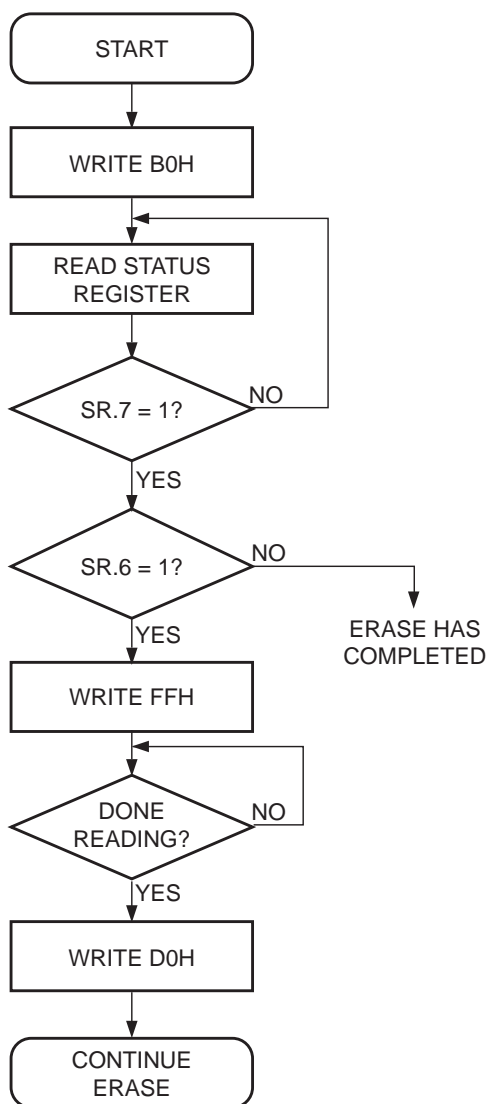 START
WRITE B0H
READ STATUS
REGISTER
SR.7 = 1?
NO
YES
SR.6 = 1?
NO
YES
ERASE HAS
COMPLETED
WRITE FFH
DONE
READING?
NO
YES
WRITE D0H
CONTINUE
ERASE